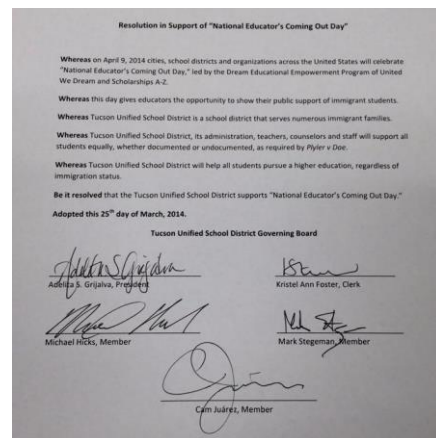 Resolution in Support of "National Educator's Coming Out Day"
Whereas on April 9, 2014 cities, school districts and organizations across the United States will celebrate
"National Educator's Coming Out Day," led by the Dream Educational Empowerment Program of United
We Dream and Scholarships A-Z.
Whereas this day gives educators the opportunity to show their public support of immigrant students.
Whereas Tucson Unified School District is a school district that serves numerous immigrant families.
Whereas Tucson Unified School District, its administration, teachers, counselors and staff will support all
students equally, whether documented or undocumented, as required by Plyler v Doe.
Whereas Tucson Unified School District will help all students pursue a higher education, regardless of
immigration status.
Be it resolved that the Tucson Unified School District supports "National Educator's Coming Out Day."
Adopted this 25th day of March, 2014.
Tucson Unified School District Governing Board
Adelita S Grijalva
Adelita S. Grijalva, President
Kristel Ann Foster, Clerk
Michael Hicks, Member
Mark Stegeman, Member
Cam Juárez, Member